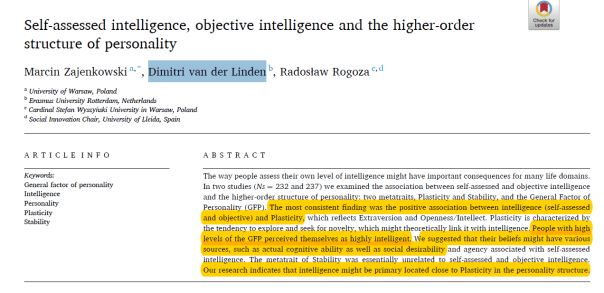 Check for
updates
Self-assessed intelligence, objective intelligence and the higher-order
structure of personality
Marcin Zajenkowski a,*, Dimitri van der Linden b, Radosław Rogoza c,d
a University of Warsaw, Poland
b Erasmus University Rotterdam, Netherlands
c Cardinal Stefan Wyszyński University in Warsaw, Poland
d Social Innovation Chair, University of Lleida, Spain
ARTICLE INFO
Keywords:
General factor of personality
Intelligence
Personality
Plasticity
Stability
ABSTRACT
The way people assess their own level of intelligence might have important consequences for many life domains.
In two studies (Ns = 232 and 237) we examined the association between self-assessed and objective intelligence
and the higher-order structure of personality: two metatraits, Plasticity and Stability, and the General Factor of
Personality (GFP). The most consistent finding was the positive association between intelligence (self-assessed
and objective) and Plasticity, which reflects Extraversion and Openness/Intellect. Plasticity is characterized by
the tendency to explore and seek for novelty, which might theoretically link it with intelligence. People with high
levels of the GFP perceived themselves as highly intelligent. We suggested that their beliefs might have various
sources, such as actual cognitive ability as well as social desirability and agency associated with self-assessed
intelligence. The metatrait of Stability was essentially unrelated to self-assessed and objective intelligence.
Our research indicates that intelligence might be primary located close to Plasticity in the personality structure.